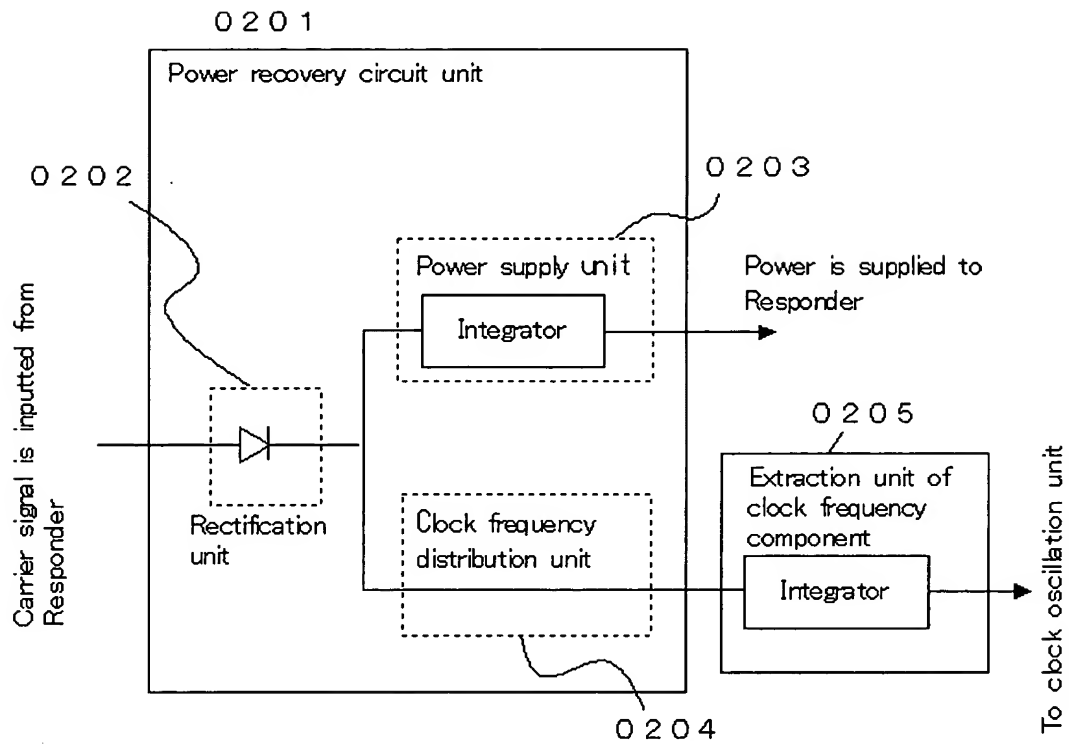 0201
Power recovery circuit unit
0202
0203
Power supply unit
Integrator
Power is supplied to
Responder
Carrier signal is inputted from
Responder
Rectification
unit
Clock frequency
distribution unit
0204
0205
Extraction unit of
clock frequency
component
Integrator
To clock oscillation unit